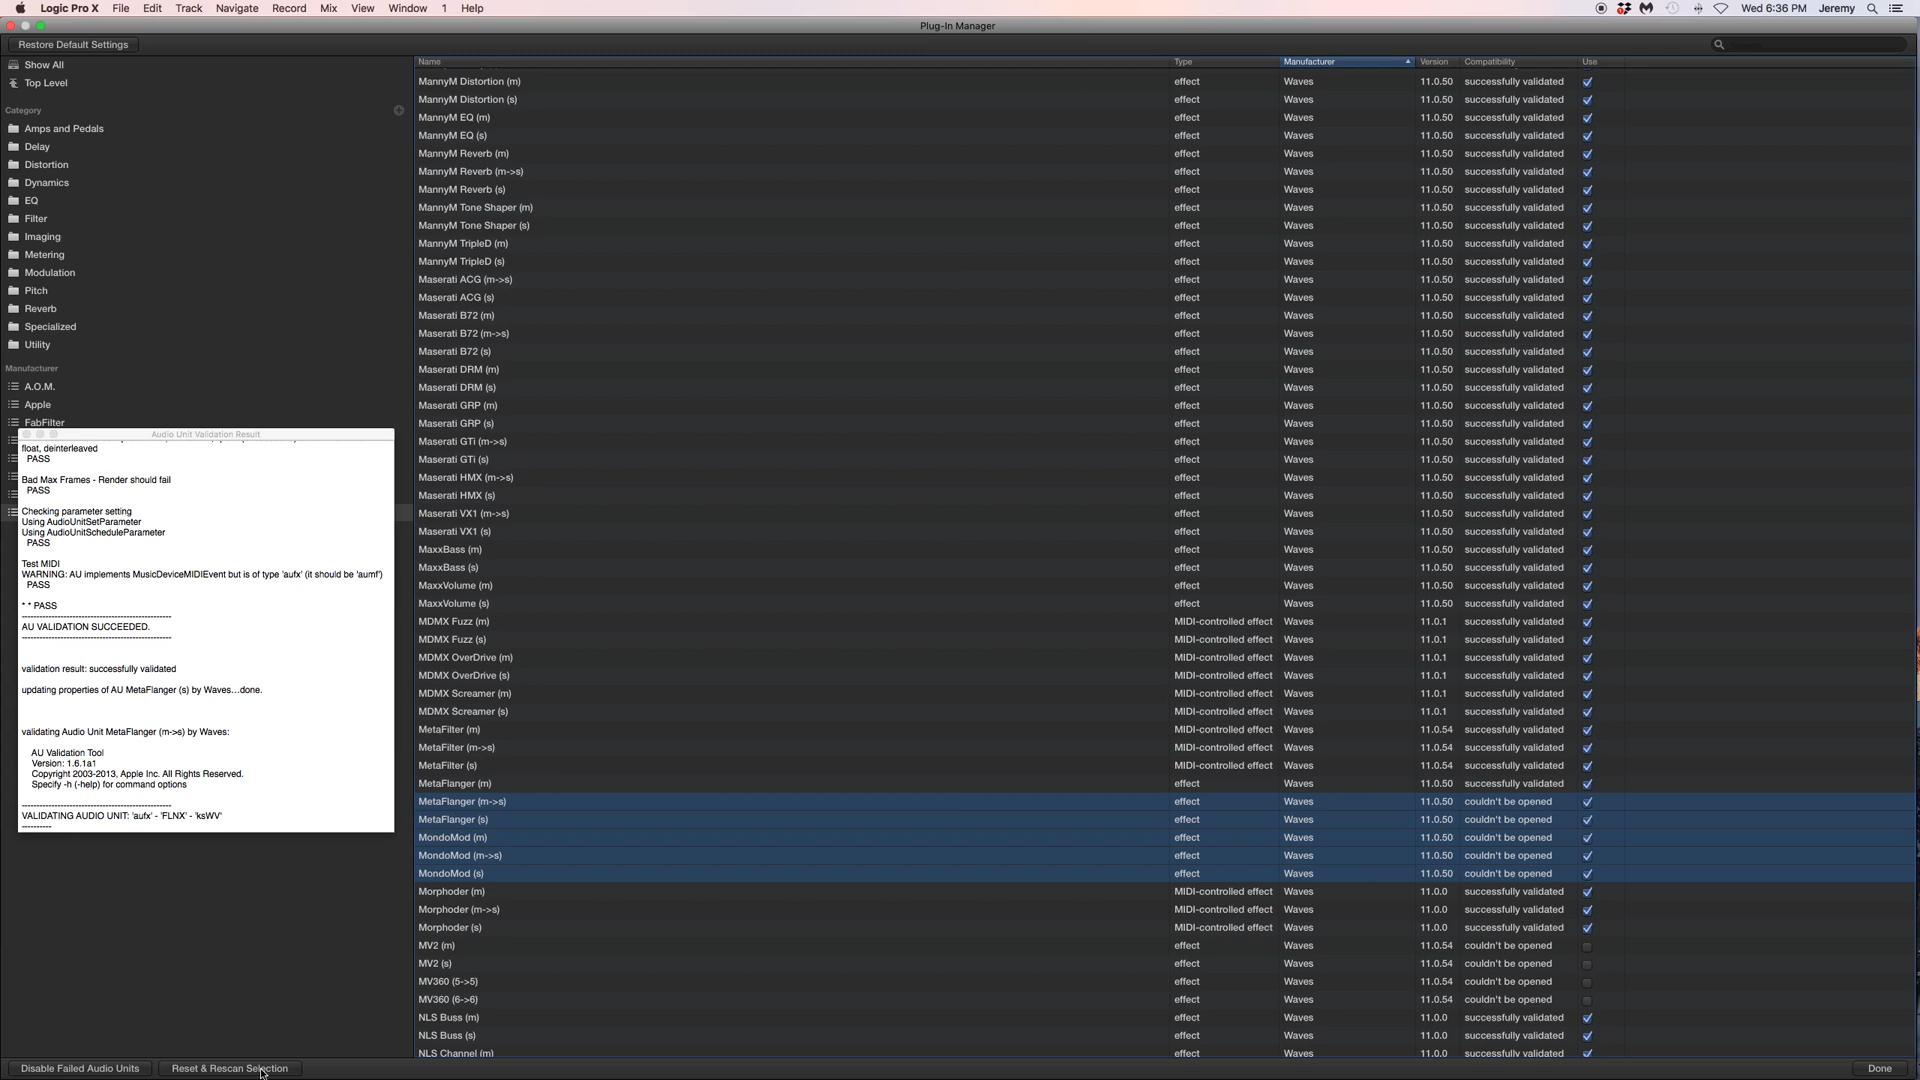 Logic Pro X File Edit Track Navigate Record Mix View Window 1 Help Wed 6:36 PM Jeremy
Plug-In Manager
Restore Default Settings
Show All
Top Level
Category
Amps and Pedals
Delay
Distortion
Dynamics
EQ
Filter
Imaging
Metering
Modulation
Pitch
Reverb
Specialized
Utility
Manufacturer
A.O.M.
Apple
FabFilter
Audio Unit Validation Result
float, deinterleaved
PASS
Bad Max Frames - Render should fail
PASS
Checking parameter setting
Using AudioUnitSetParameter
Using AudioUnitScheduleParameter
PASS
Test MIDI
WARNING: AU implements MusicDeviceMIDIEvent but is of type 'aufx' (it should be 'aumf')
PASS
* * PASS
--------------------------------------------------
AU VALIDATION SUCCEEDED.
--------------------------------------------------
validation result: successfully validated
updating properties of AU MetaFlanger (s) by Waves...done.
validating Audio Unit MetaFlanger (m->s) by Waves:
AU Validation Tool
Version: 1.6.1a1
Copyright 2003-2013, Apple Inc. All Rights Reserved.
Specify -h (-help) for command options
--------------------------------------------------
VALIDATING AUDIO UNIT: 'aufx' - 'FLNX' - 'ksWV'
----------
Name Type Manufacturer Version Compatibility Use
MannyM Distortion (m) effect Waves 11.0.50 successfully validated
MannyM Distortion (s) effect Waves 11.0.50 successfully validated
MannyM EQ (m) effect Waves 11.0.50 successfully validated
MannyM EQ (s) effect Waves 11.0.50 successfully validated
MannyM Reverb (m) effect Waves 11.0.50 successfully validated
MannyM Reverb (m->s) effect Waves 11.0.50 successfully validated
MannyM Reverb (s) effect Waves 11.0.50 successfully validated
MannyM Tone Shaper (m) effect Waves 11.0.50 successfully validated
MannyM Tone Shaper (s) effect Waves 11.0.50 successfully validated
MannyM TripleD (m) effect Waves 11.0.50 successfully validated
MannyM TripleD (s) effect Waves 11.0.50 successfully validated
Maserati ACG (m->s) effect Waves 11.0.50 successfully validated
Maserati ACG (s) effect Waves 11.0.50 successfully validated
Maserati B72 (m) effect Waves 11.0.50 successfully validated
Maserati B72 (m->s) effect Waves 11.0.50 successfully validated
Maserati B72 (s) effect Waves 11.0.50 successfully validated
Maserati DRM (m) effect Waves 11.0.50 successfully validated
Maserati DRM (s) effect Waves 11.0.50 successfully validated
Maserati GRP (m) effect Waves 11.0.50 successfully validated
Maserati GRP (s) effect Waves 11.0.50 successfully validated
Maserati GTi (m->s) effect Waves 11.0.50 successfully validated
Maserati GTi (s) effect Waves 11.0.50 successfully validated
Maserati HMX (m->s) effect Waves 11.0.50 successfully validated
Maserati HMX (s) effect Waves 11.0.50 successfully validated
Maserati VX1 (m->s) effect Waves 11.0.50 successfully validated
Maserati VX1 (s) effect Waves 11.0.50 successfully validated
MaxxBass (m) effect Waves 11.0.50 successfully validated
MaxxBass (s) effect Waves 11.0.50 successfully validated
MaxxVolume (m) effect Waves 11.0.50 successfully validated
MaxxVolume (s) effect Waves 11.0.50 successfully validated
MDMX Fuzz (m) MIDI-controlled effect Waves 11.0.1 successfully validated
MDMX Fuzz (s) MIDI-controlled effect Waves 11.0.1 successfully validated
MDMX OverDrive (m) MIDI-controlled effect Waves 11.0.1 successfully validated
MDMX OverDrive (s) MIDI-controlled effect Waves 11.0.1 successfully validated
MDMX Screamer (m) MIDI-controlled effect Waves 11.0.1 successfully validated
MDMX Screamer (s) MIDI-controlled effect Waves 11.0.1 successfully validated
MetaFilter (m) MIDI-controlled effect Waves 11.0.54 successfully validated
MetaFilter (m->s) MIDI-controlled effect Waves 11.0.54 successfully validated
MetaFilter (s) MIDI-controlled effect Waves 11.0.54 successfully validated
MetaFlanger (m) effect Waves 11.0.50 successfully validated
MetaFlanger (m->s) effect Waves 11.0.50 couldn't be opened
MetaFlanger (s) effect Waves 11.0.50 couldn't be opened
MondoMod (m) effect Waves 11.0.50 couldn't be opened
MondoMod (m->s) effect Waves 11.0.50 couldn't be opened
MondoMod (s) effect Waves 11.0.50 couldn't be opened
Morphoder (m) MIDI-controlled effect Waves 11.0.0 successfully validated
Morphoder (m->s) MIDI-controlled effect Waves 11.0.0 successfully validated
Morphoder (s) MIDI-controlled effect Waves 11.0.0 successfully validated
MV2 (m) effect Waves 11.0.54 couldn't be opened
MV2 (s) effect Waves 11.0.54 couldn't be opened
MV360 (5->5) effect Waves 11.0.54 couldn't be opened
MV360 (6->6) effect Waves 11.0.54 couldn't be opened
NLS Buss (m) effect Waves 11.0.0 successfully validated
NLS Buss (s) effect Waves 11.0.0 successfully validated
NLS Channel (m) effect Waves 11.0.0 successfully validated
Disable Failed Audio Units Reset & Rescan Selection Done